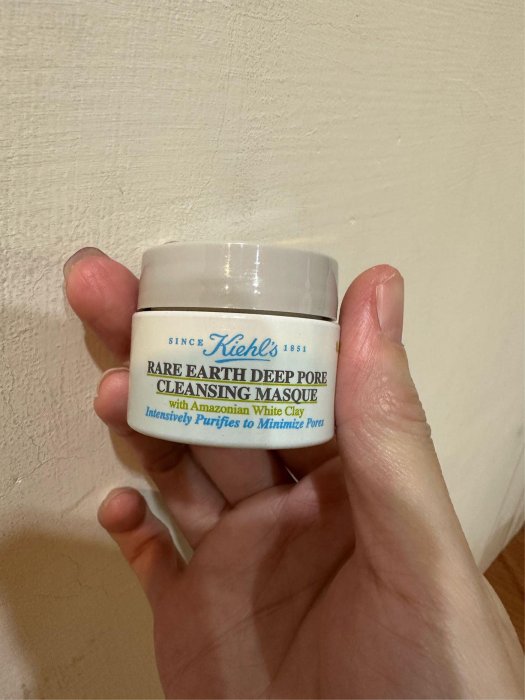 SINCE Kiehl's 1851
RARE EARTH DEEP PORE
CLEANSING MASQUE
with Amazonian White Clay
Intensively Purifies to Minimize Pores